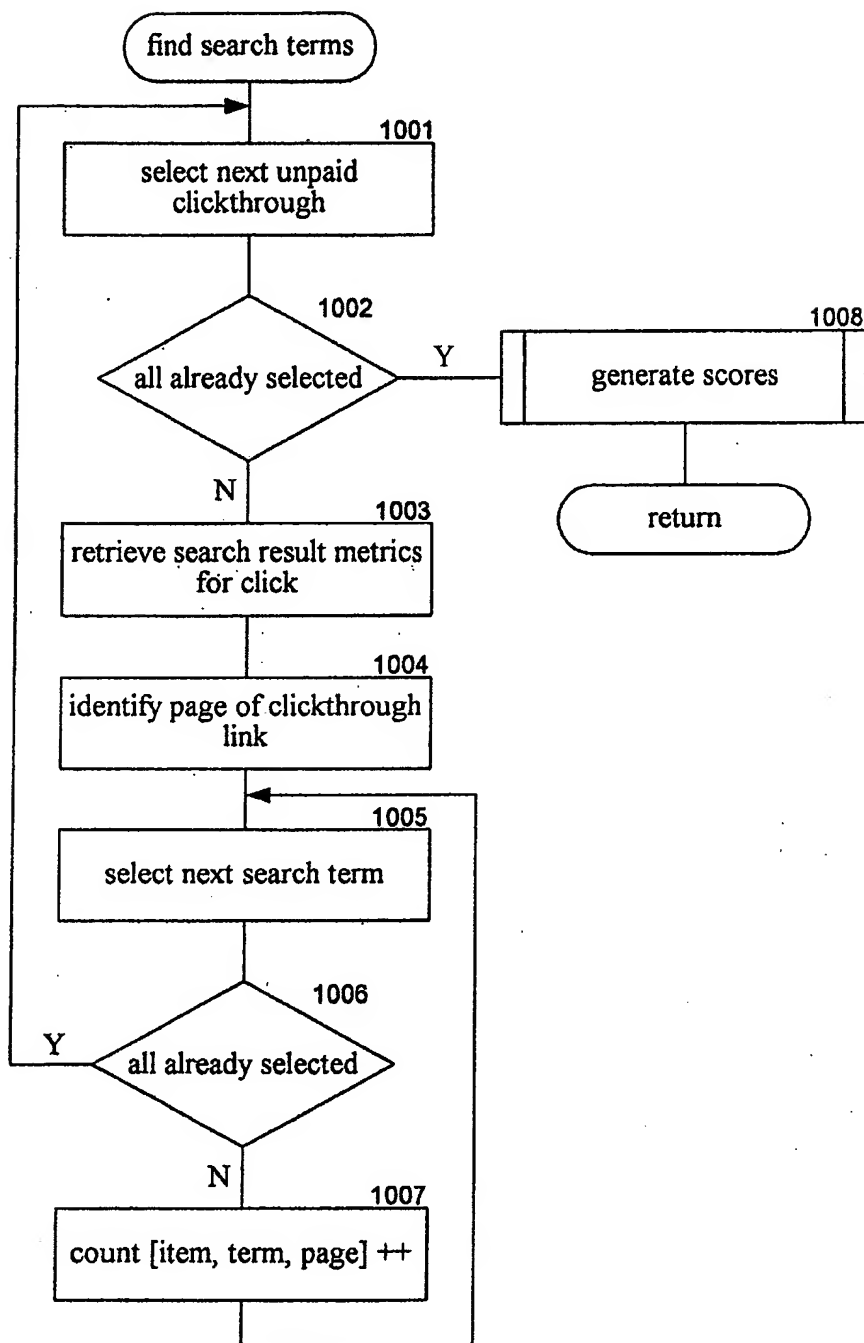 find search terms
1001
select next unpaid
clickthrough
1002
all already selected
Y
1008
generate scores
return
N
1003
retrieve search result metrics
for click
1004
identify page of clickthrough
link
1005
select next search term
1006
Y
all already selected
N
1007
count [item, term, page] ++